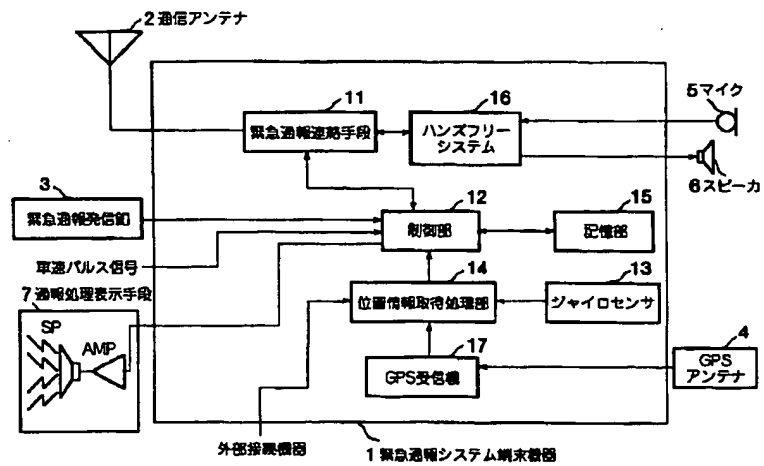 2 通信アンテナ
11
緊急通報連絡手段
16
ハンズフリー
システム
5 マイク
6 スピーカ
3
緊急通報発信釦
12
制御部
15
記憶部
車速パルス信号
7 通報処理表示手段
SP
AMP
14
位置情報取得処理部
13
ジャイロセンサ
17
GPS受信機
4
GPS
アンテナ
外部接続機器
1 緊急通報システム端末機器